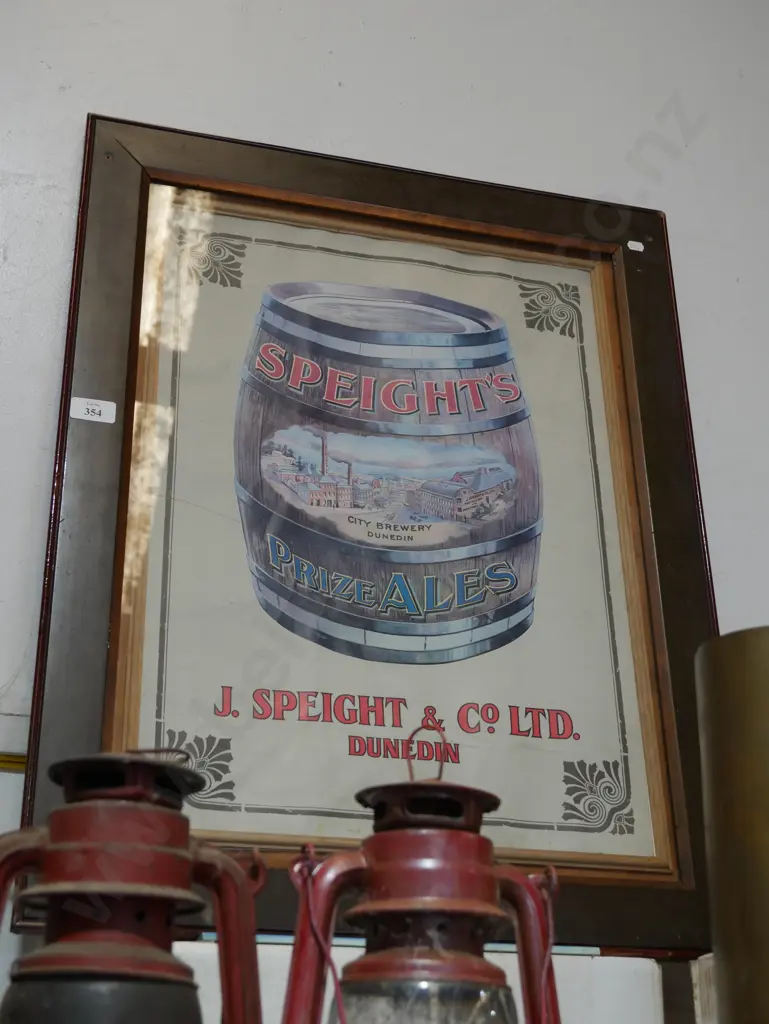 354
SPEIGHT'S
CITY BREWERY
DUNEDIN
PRIZE ALES
J. SPEIGHT & Co LTD.
DUNEDIN